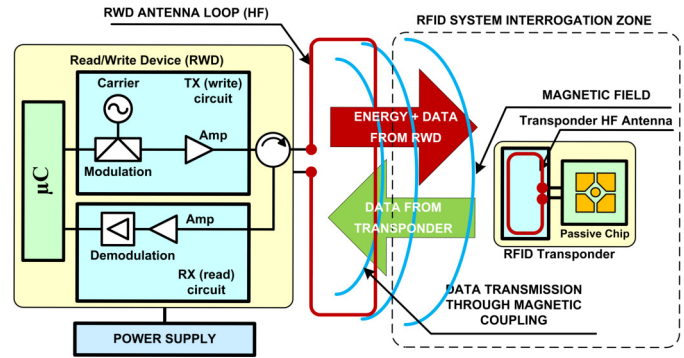 RWD ANTENNA LOOP (HF)
RFID SYSTEM INTERROGATION ZONE
Read/Write Device (RWD)
Carrier
TX (write)
circuit
Amp
Modulation
µC
Amp
Demodulation
RX (read)
circuit
POWER SUPPLY
ENERGY + DATA
FROM RWD
DATA FROM
TRANSPONDER
MAGNETIC FIELD
Transponder HF Antenna
Passive Chip
RFID Transponder
DATA TRANSMISSION
THROUGH MAGNETIC
COUPLING